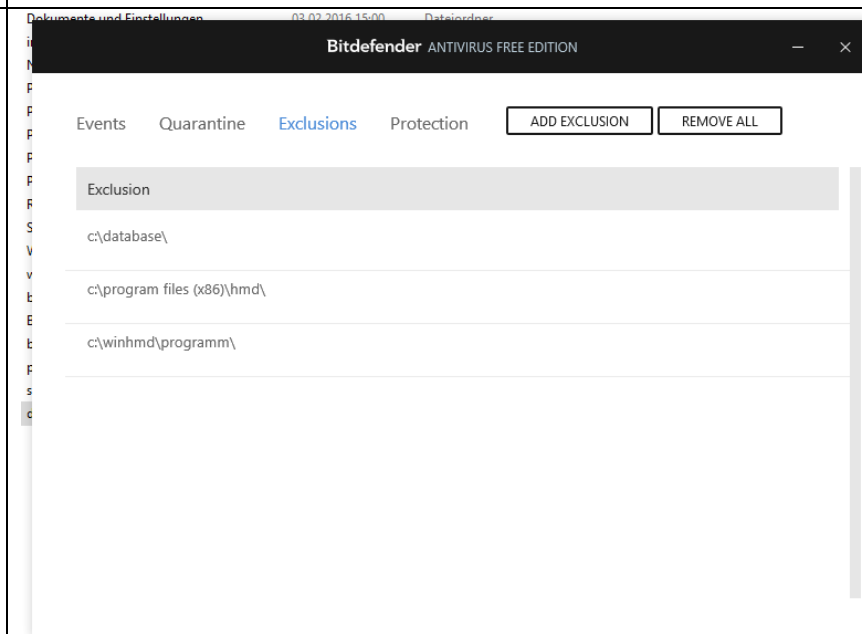 Dokumente und Einstellungen 03.02.2016 15:00 Dateiordner
Bitdefender ANTIVIRUS FREE EDITION
Events Quarantine Exclusions Protection ADD EXCLUSION REMOVE ALL
Exclusion
c:\database\
c:\program files (x86)\hmd\
c:\winhmd\programm\